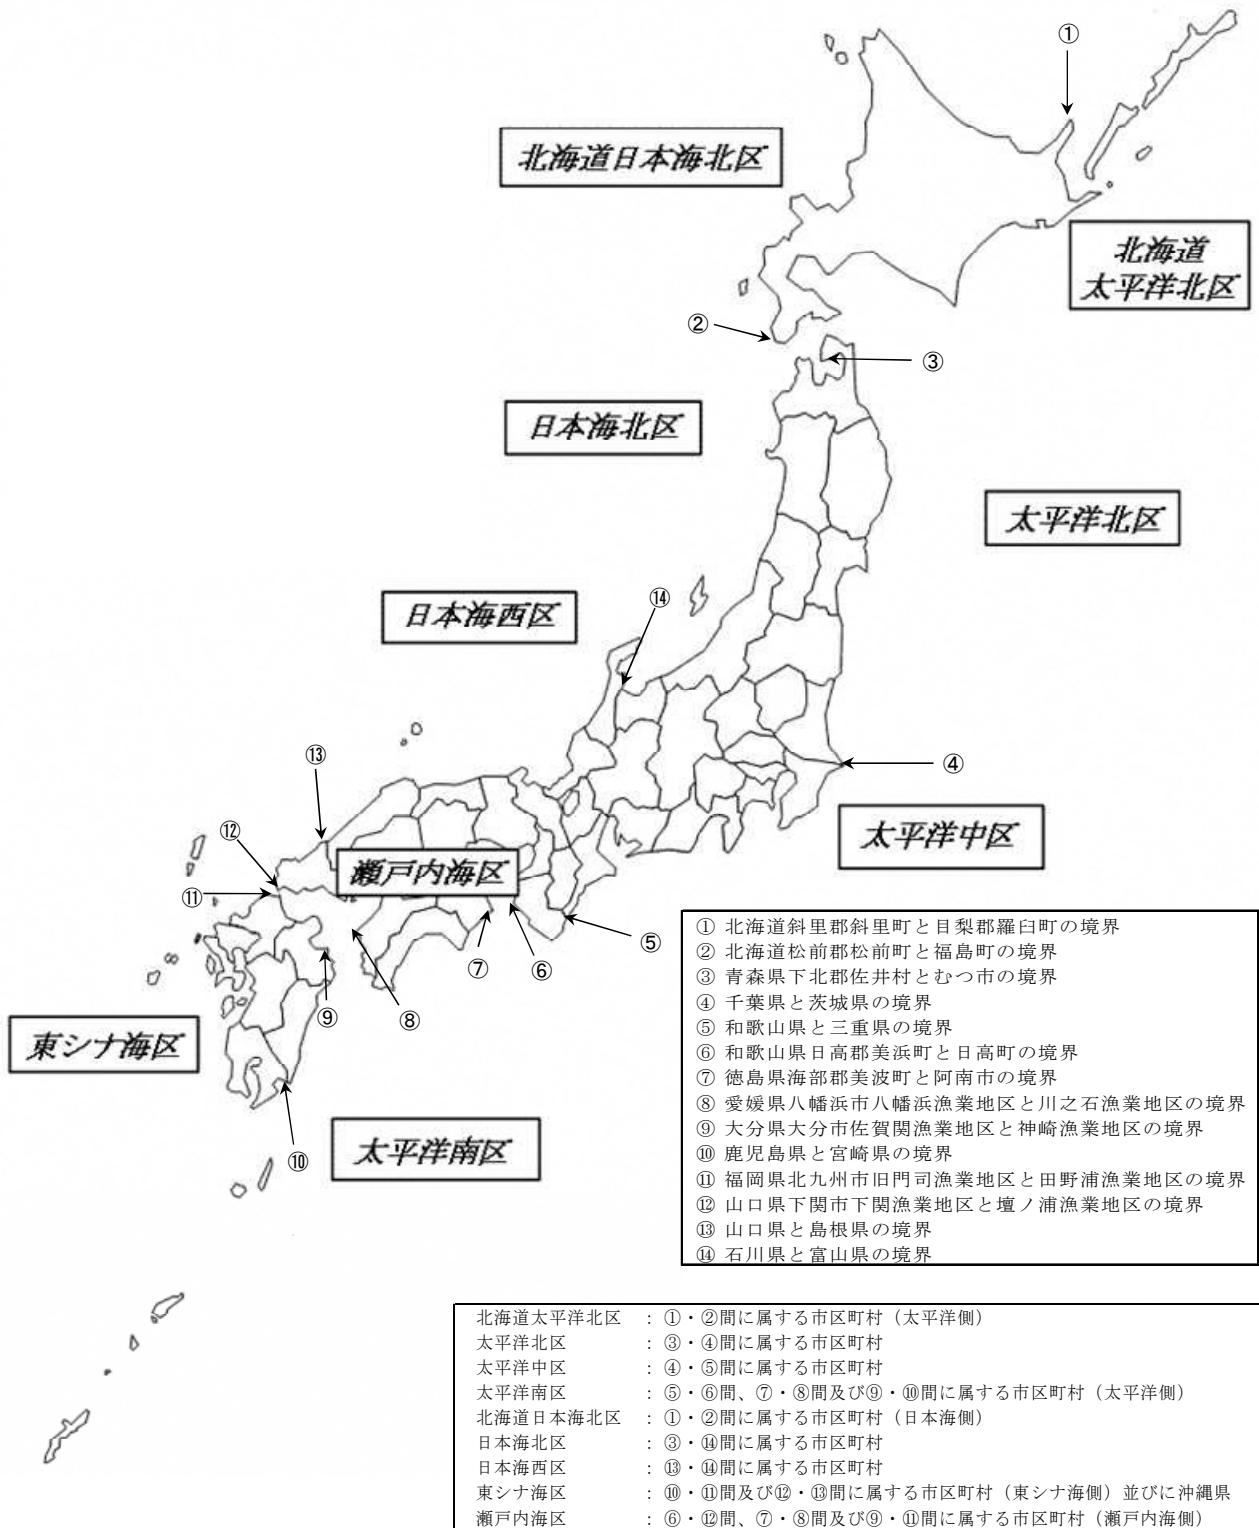 ①
北海道日本海北区
北海道
太平洋北区
②
③
日本海北区
太平洋北区
日本海西区
⑭
⑬
④
⑫
太平洋中区
瀬戸内海区
⑪
⑤
⑦
⑥
⑨
⑧
東シナ海区
⑩
太平洋南区
① 北海道斜里郡斜里町と目梨郡羅臼町の境界
② 北海道松前郡松前町と福島町の境界
③ 青森県下北郡佐井村とむつ市の境界
④ 千葉県と茨城県の境界
⑤ 和歌山県と三重県の境界
⑥ 和歌山県日高郡美浜町と日高町の境界
⑦ 徳島県海部郡美波町と阿南市の境界
⑧ 愛媛県八幡浜市八幡浜漁業地区と川之石漁業地区の境界
⑨ 大分県大分市佐賀関漁業地区と神崎漁業地区の境界
⑩ 鹿児島県と宮崎県の境界
⑪ 福岡県北九州市旧門司漁業地区と田野浦漁業地区の境界
⑫ 山口県下関市下関漁業地区と壇ノ浦漁業地区の境界
⑬ 山口県と島根県の境界
⑭ 石川県と富山県の境界
北海道太平洋北区 : ①・②間に属する市区町村（太平洋側）
太平洋北区 : ③・④間に属する市区町村
太平洋中区 : ④・⑤間に属する市区町村
太平洋南区 : ⑤・⑥間、⑦・⑧間及び⑨・⑩間に属する市区町村（太平洋側）
北海道日本海北区 : ①・②間に属する市区町村（日本海側）
日本海北区 : ③・⑭間に属する市区町村
日本海西区 : ⑬・⑭間に属する市区町村
東シナ海区 : ⑩・⑪間及び⑫・⑬間に属する市区町村（東シナ海側）並びに沖縄県
瀬戸内海区 : ⑥・⑫間、⑦・⑧間及び⑨・⑪間に属する市区町村（瀬戸内海側）